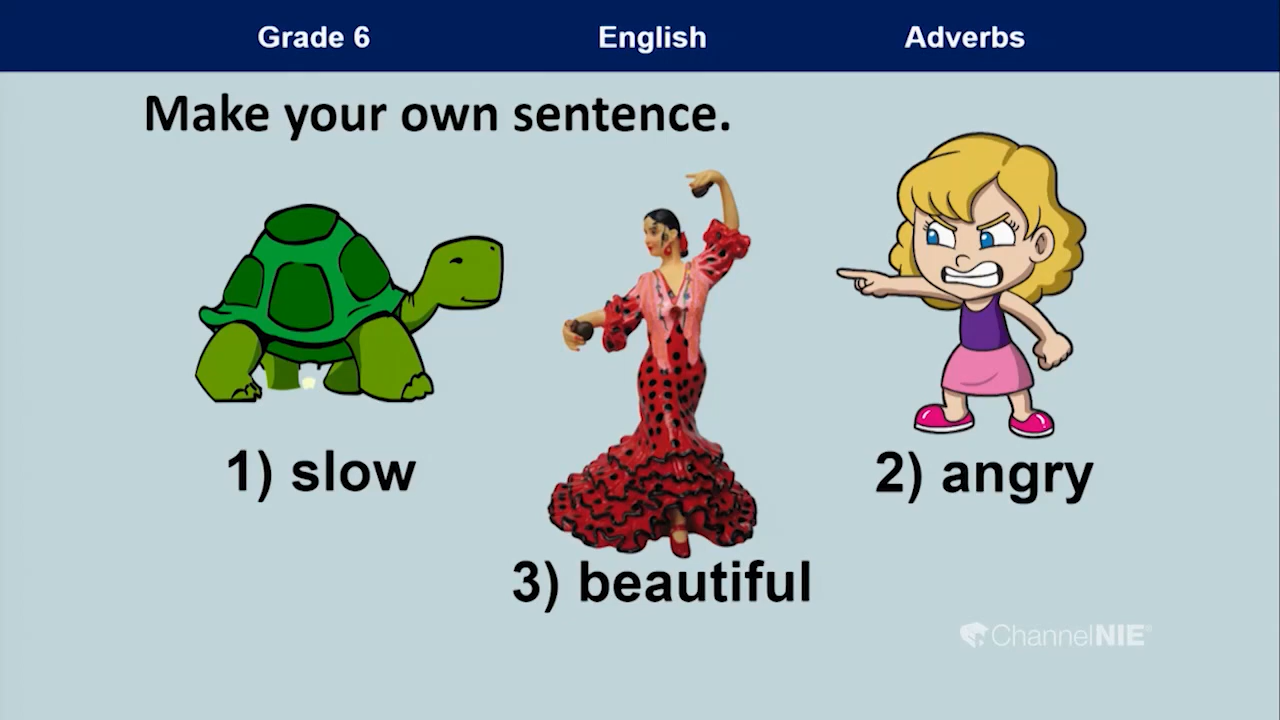 Grade 6 English Adverbs
Make your own sentence.
1) slow
2) angry
3) beautiful
ChannelNIE